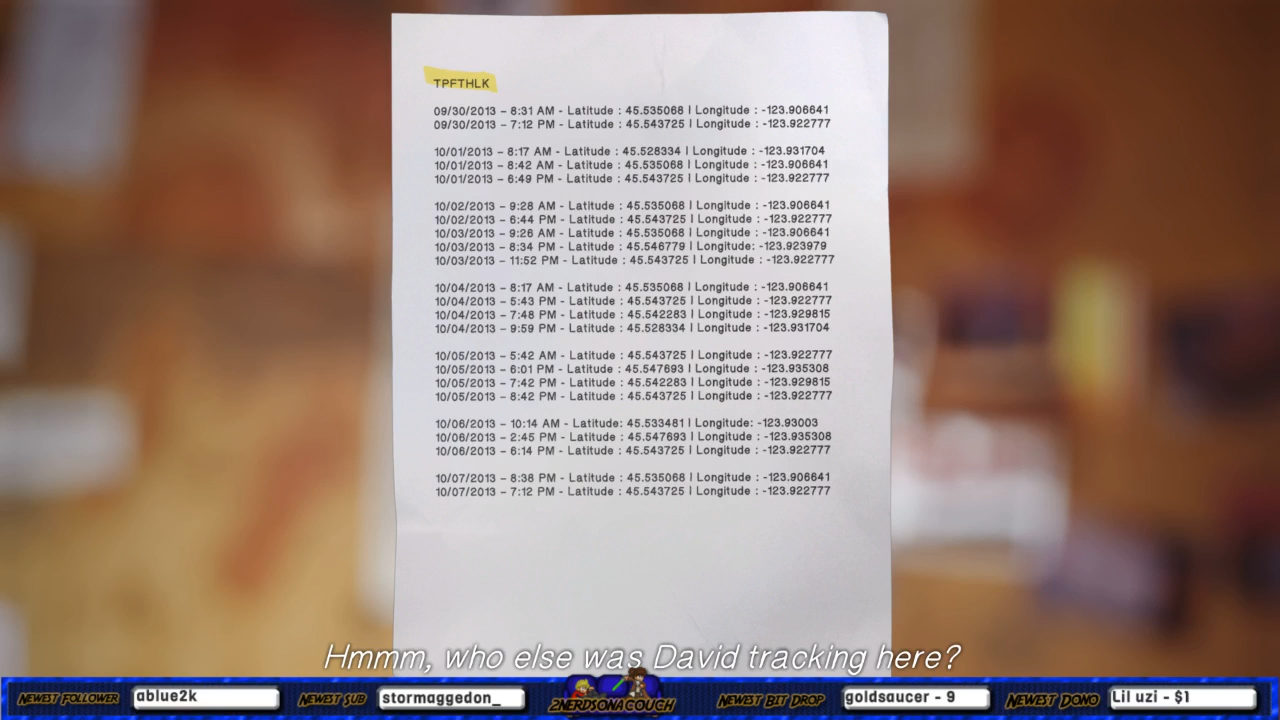 TPFTHLK
09/30/2013 – 8:31 AM - Latitude : 45.535068 | Longitude : -123.906641
09/30/2013 – 7:12 PM - Latitude : 45.543725 | Longitude : -123.922777
10/01/2013 – 8:17 AM - Latitude : 45.528334 | Longitude : -123.931704
10/01/2013 – 8:42 AM - Latitude : 45.535068 | Longitude : -123.906641
10/01/2013 – 6:49 PM - Latitude : 45.543725 | Longitude : -123.922777
10/02/2013 – 9:28 AM - Latitude : 45.535068 | Longitude : -123.906641
10/02/2013 – 6:44 PM - Latitude : 45.543725 | Longitude : -123.922777
10/03/2013 – 9:26 AM - Latitude : 45.535068 | Longitude : -123.906641
10/03/2013 – 8:34 PM - Latitude : 45.546779 | Longitude: -123.923979
10/03/2013 – 11:52 PM - Latitude : 45.543725 | Longitude : -123.922777
10/04/2013 – 8:17 AM - Latitude : 45.535068 | Longitude : -123.906641
10/04/2013 – 5:43 PM - Latitude : 45.543725 | Longitude : -123.922777
10/04/2013 – 7:48 PM - Latitude : 45.542283 | Longitude : -123.929815
10/04/2013 – 9:59 PM - Latitude : 45.528334 | Longitude : -123.931704
10/05/2013 – 5:42 AM - Latitude : 45.543725 | Longitude : -123.922777
10/05/2013 – 6:01 PM - Latitude : 45.547693 | Longitude : -123.935308
10/05/2013 – 7:42 PM - Latitude : 45.542283 | Longitude : -123.929815
10/05/2013 – 8:42 PM - Latitude : 45.543725 | Longitude : -123.922777
10/06/2013 – 10:14 AM - Latitude: 45.533481 | Longitude: -123.93003
10/06/2013 – 2:45 PM - Latitude : 45.547693 | Longitude : -123.935308
10/06/2013 – 6:14 PM - Latitude : 45.543725 | Longitude : -123.922777
10/07/2013 – 8:38 PM - Latitude : 45.535068 | Longitude : -123.906641
10/07/2013 – 7:12 PM - Latitude : 45.543725 | Longitude : -123.922777
Hmmm, who else was David tracking here?
NEWEST FOLLOWER ablue2k NEWEST SUB stormaggedon_ 2NERDSONACOUCH NEWEST BIT DROP goldsaucer - 9 NEWEST DONO Lil uzi - $1